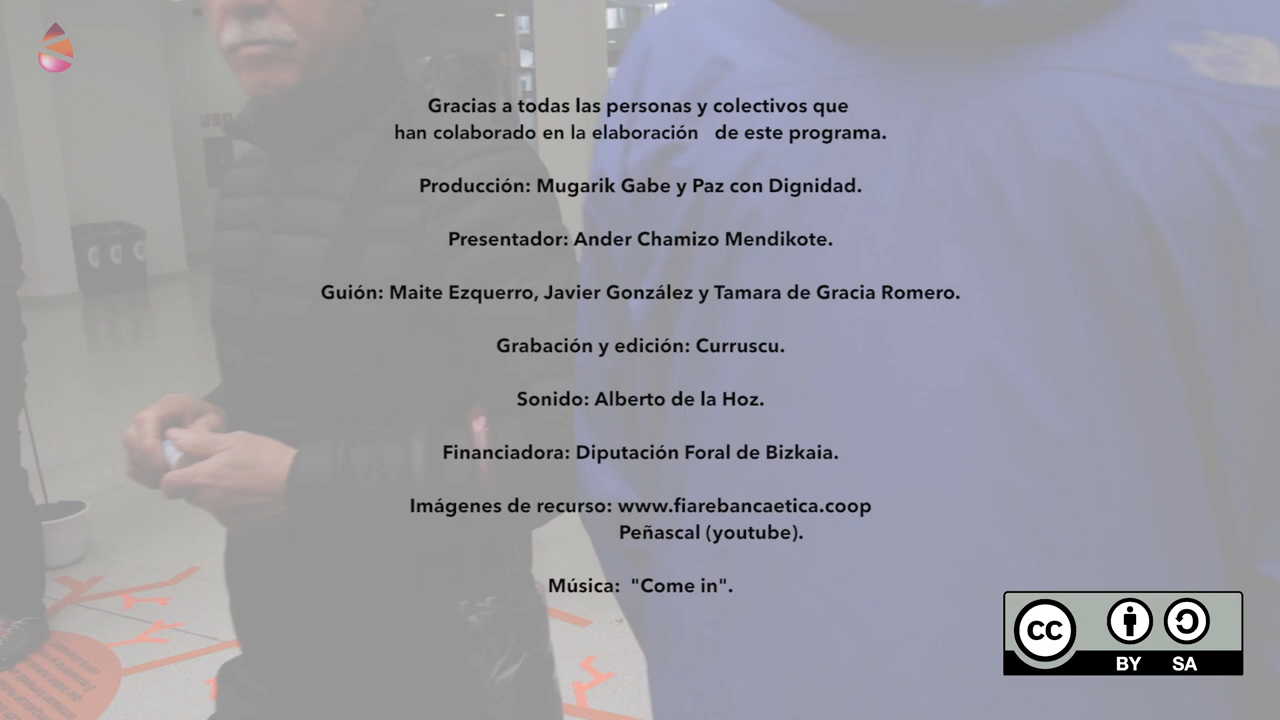 Gracias a todas las personas y colectivos que
han colaborado en la elaboración de este programa.
Producción: Mugarik Gabe y Paz con Dignidad.
Presentador: Ander Chamizo Mendikote.
Guión: Maite Ezquerro, Javier González y Tamara de Gracia Romero.
Grabación y edición: Curruscu.
Sonido: Alberto de la Hoz.
Financiadora: Diputación Foral de Bizkaia.
Imágenes de recurso: www.fiarebancaetica.coop
Peñascal (youtube).
Música: "Come in".
CC
BY SA